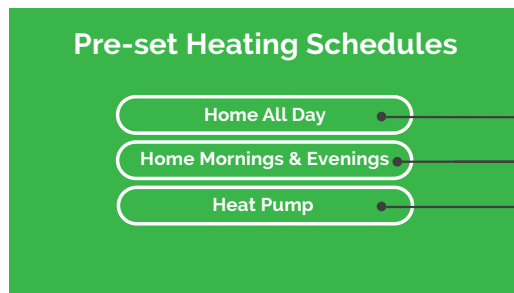 Pre-set Heating Schedules
Home All Day
Home Mornings & Evenings
Heat Pump